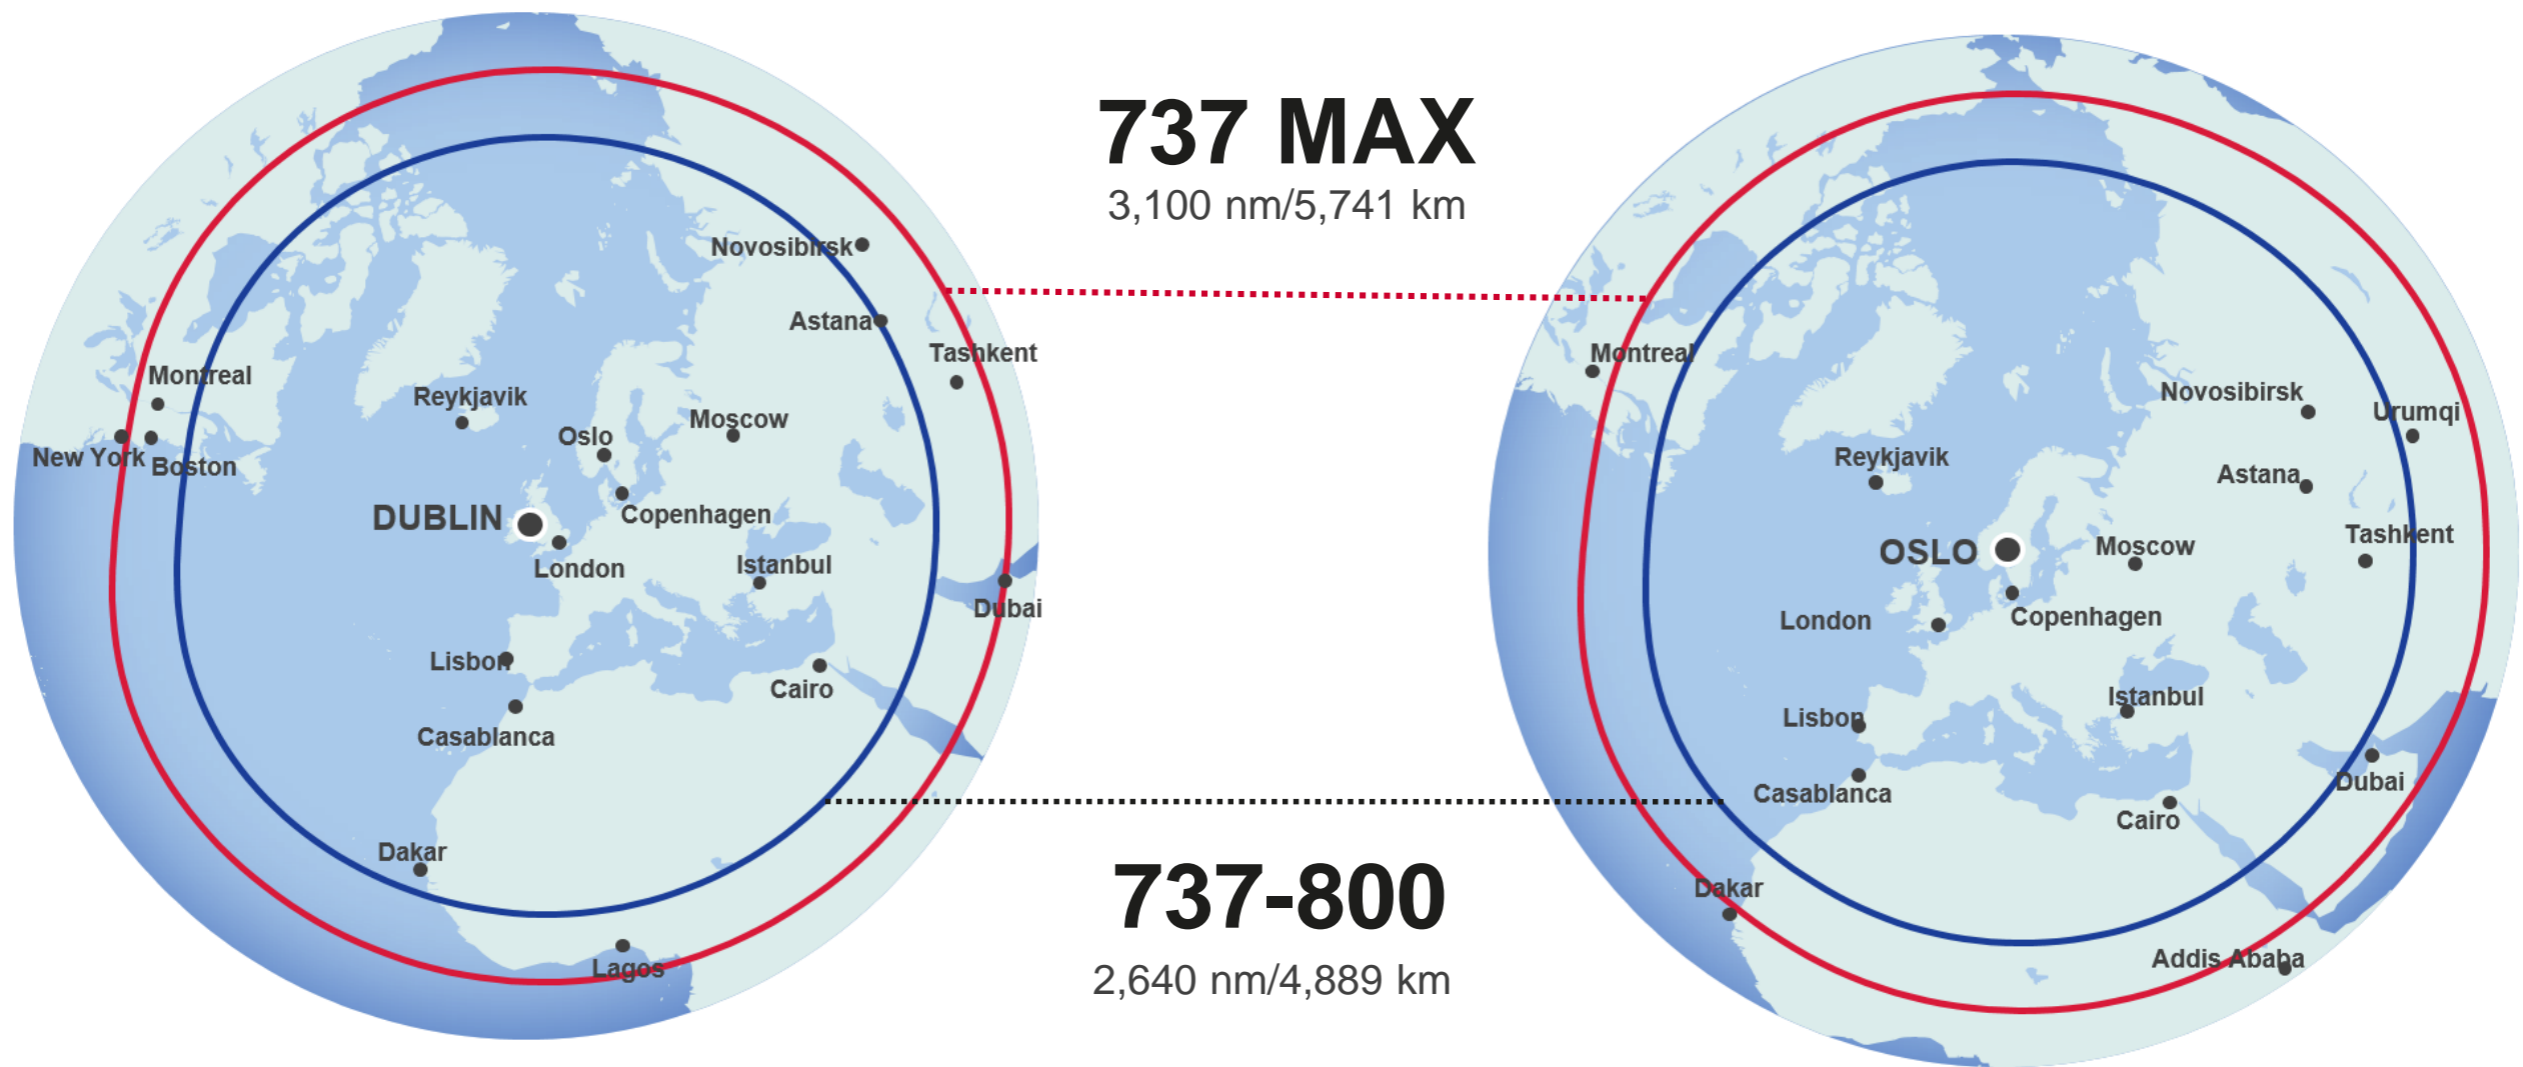 737 MAX
3,100 nm/5,741 km
Novosibirsk
Astana
Tashkent
Montreal
Reykjavik
Moscow
Oslo
New York
Boston
DUBLIN
Copenhagen
London
Istanbul
Dubai
Lisbon
Cairo
Casablanca
Dakar
Lagos
737-800
2,640 nm/4,889 km
Montreal
Novosibirsk
Urumqi
Reykjavik
Astana
Tashkent
OSLO
Moscow
London
Copenhagen
Istanbul
Lisbon
Dubai
Casablanca
Cairo
Dakar
Addis Ababa